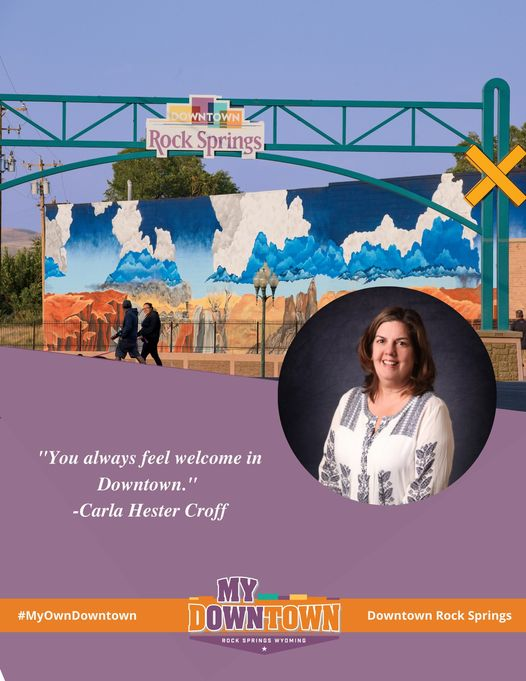 DOWNTOWN
Rock Springs
"You always feel welcome in
Downtown."
-Carla Hester Croff
#MyOwnDowntown
MY
DOWNTOWN
ROCK SPRINGS WYOMING
Downtown Rock Springs